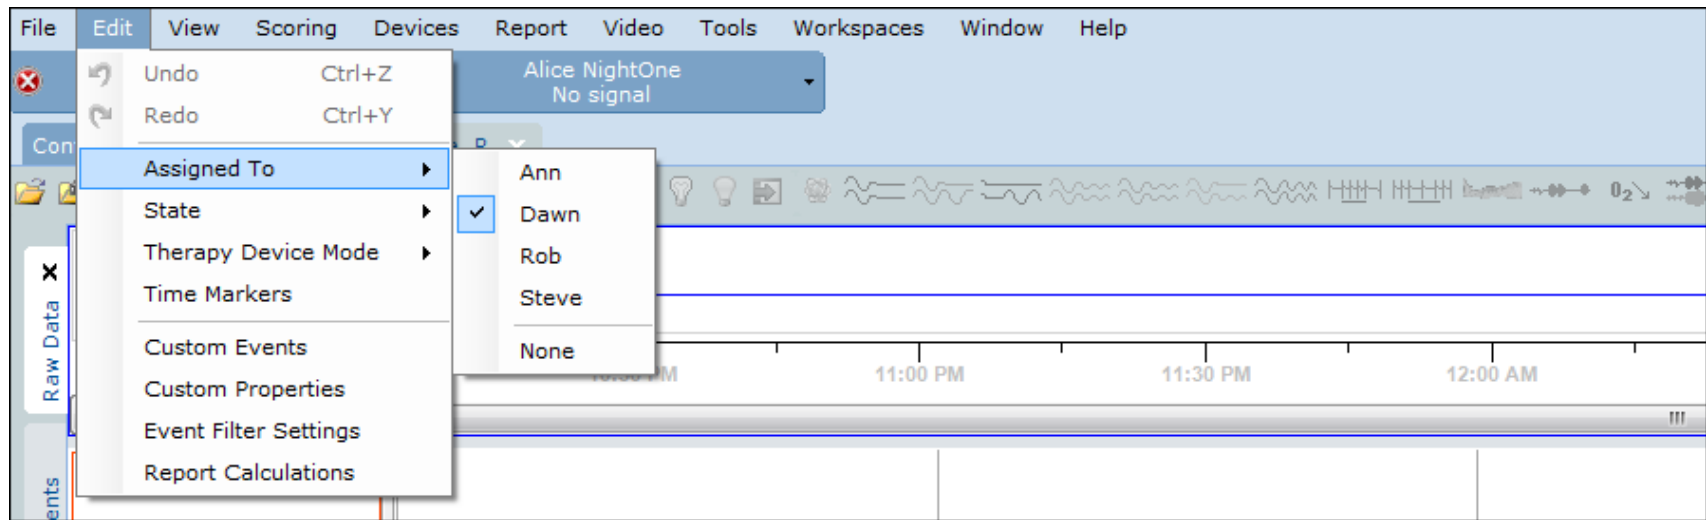 File Edit View Scoring Devices Report Video Tools Workspaces Window Help
Undo Ctrl+Z
Alice NightOne
No signal
Redo Ctrl+Y
Assigned To
State
Therapy Device Mode
Time Markers
Custom Events
Custom Properties
Event Filter Settings
Report Calculations
Ann
Dawn
Rob
Steve
None
11:00 PM 11:30 PM 12:00 AM
Raw Data
0₂